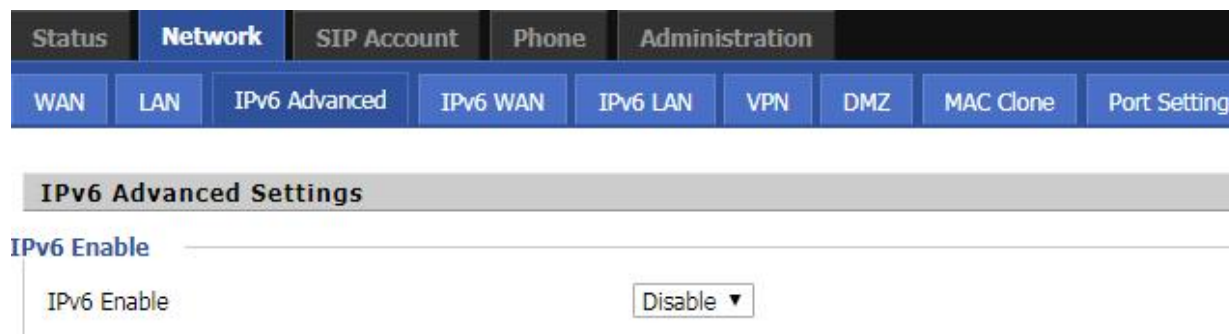 Status Network SIP Account Phone Administration
WAN LAN IPv6 Advanced IPv6 WAN IPv6 LAN VPN DMZ MAC Clone Port Setting
IPv6 Advanced Settings
IPv6 Enable
IPv6 Enable Disable